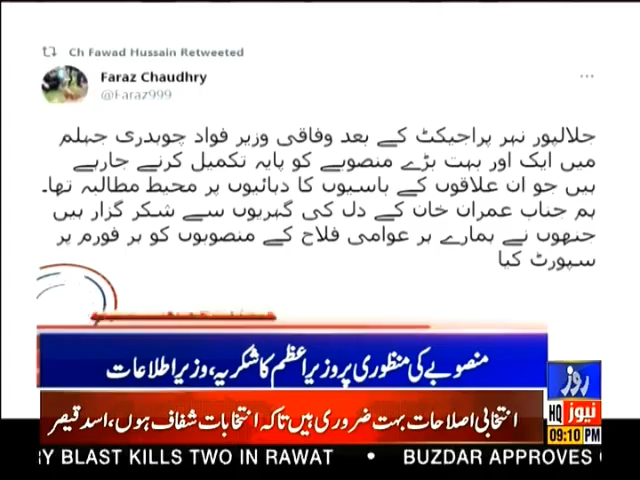 Ch Fawad Hussain Retweeted
Faraz Chaudhry
@Faraz999
جلالپور نہر پراجیکٹ کے بعد وفاقی وزیر فواد چوہدری جہلم
میں ایک اور بہت بڑے منصوبے کو پایہ تکمیل کرنے جارہے
ہیں جو ان علاقوں کے باسیوں کا دہائیوں پر محیط مطالبہ تھا۔
ہم جناب عمران خان کے دل کی گہریوں سے شکر گزار ہیں
جنھوں نے ہمارے ہر عوامی فلاح کے منصوبوں کو ہر فورم پر
سپورٹ کیا
منصوبے کی منظوری پر وزیراعظم کا شکریہ، وزیر اطلاعات
انتخابی اصلاحات بہت ضروری ہیں تاکہ انتخابات شفاف ہوں، اسد قیصر
روز
نیوز
HQ
09:10 PM
RY BLAST KILLS TWO IN RAWAT • BUZDAR APPROVES